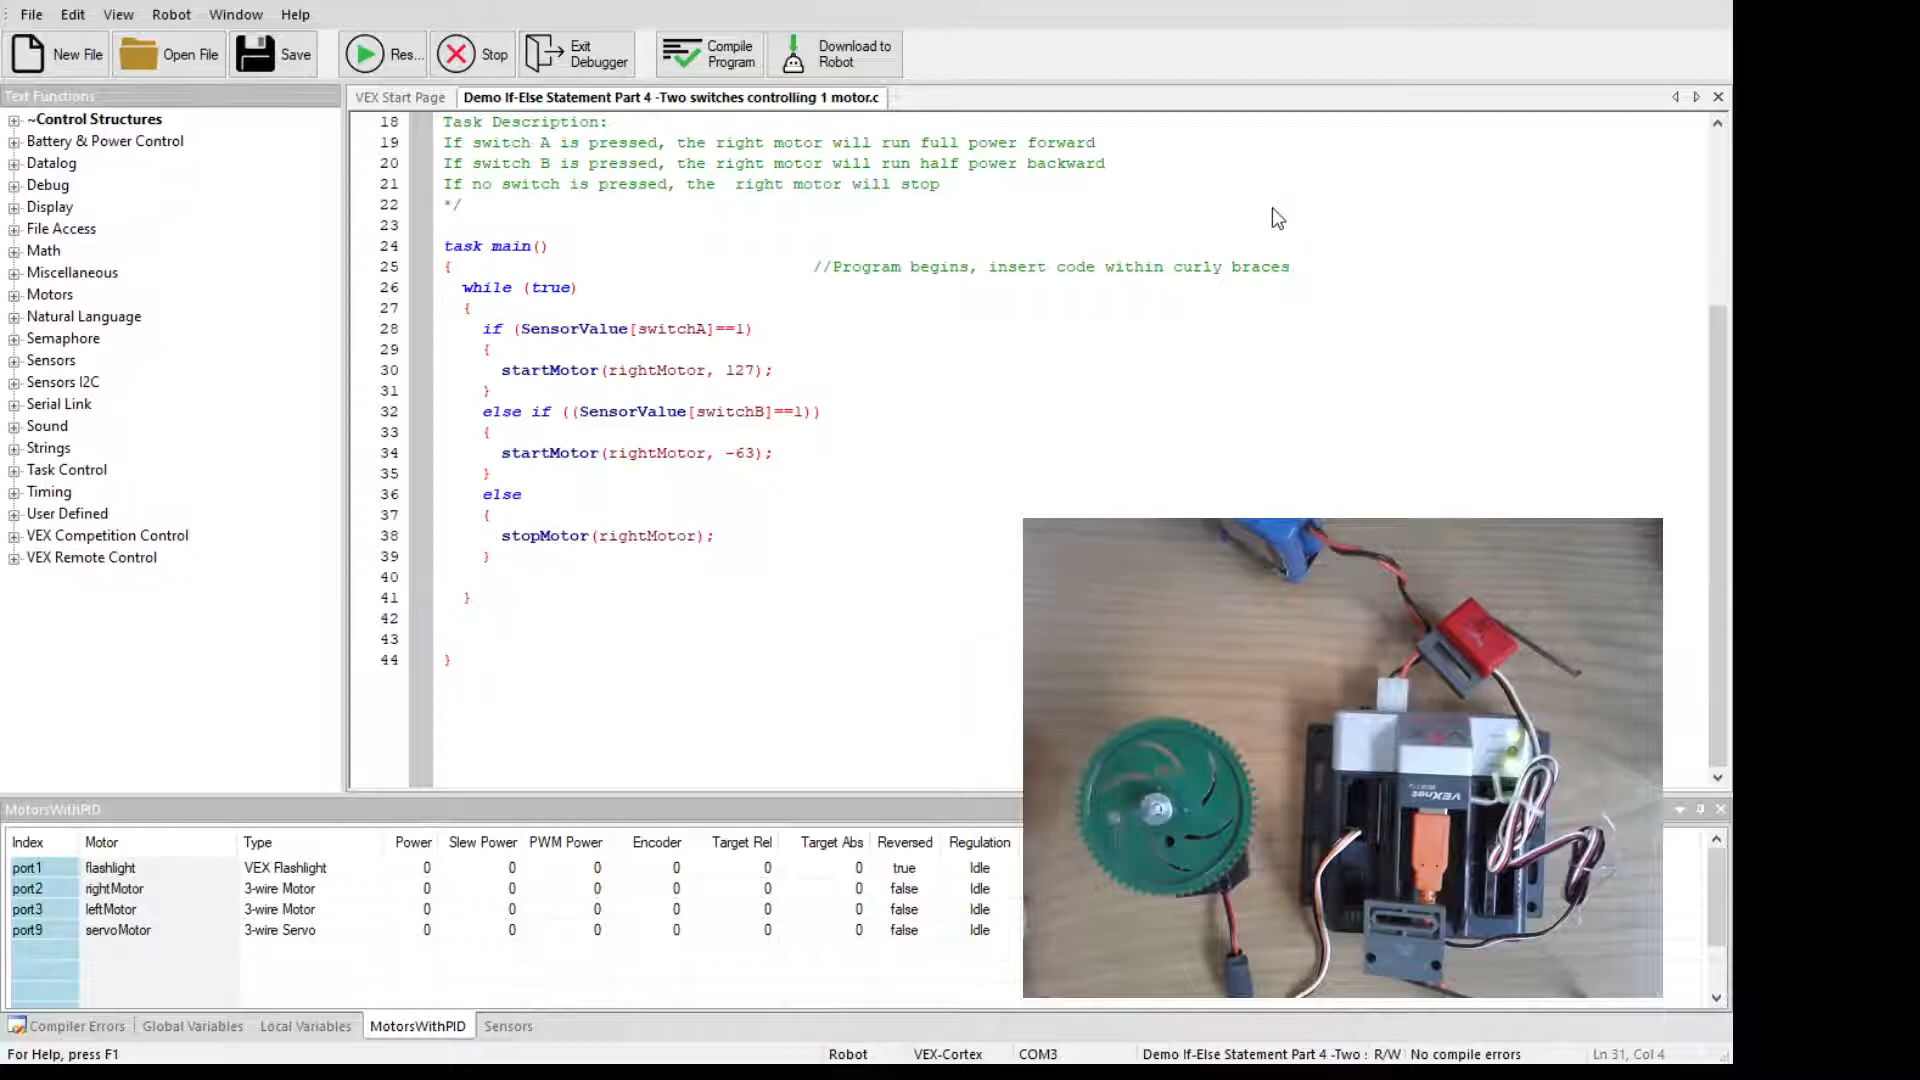 File Edit View Robot Window Help
New File Open File Save Res... Stop Exit Debugger Compile Program Download to Robot
Text Functions
~Control Structures
Battery & Power Control
Datalog
Debug
Display
File Access
Math
Miscellaneous
Motors
Natural Language
Semaphore
Sensors
Sensors I2C
Serial Link
Sound
Strings
Task Control
Timing
User Defined
VEX Competition Control
VEX Remote Control
VEX Start Page Demo If-Else Statement Part 4 -Two switches controlling 1 motor.c
18 Task Description:
19 If switch A is pressed, the right motor will run full power forward
20 If switch B is pressed, the right motor will run half power backward
21 If no switch is pressed, the  right motor will stop
22 */
23
24 task main()
25 { //Program begins, insert code within curly braces
26 while (true)
27 {
28 if (SensorValue[switchA]==1)
29 {
30 startMotor(rightMotor, 127);
31 }
32 else if ((SensorValue[switchB]==1))
33 {
34 startMotor(rightMotor, -63);
35 }
36 else
37 {
38 stopMotor(rightMotor);
39 }
40
41 }
42
43
44 }
MotorsWithPID
Index Motor Type Power Slew Power PWM Power Encoder Target Rel Target Abs Reversed Regulation
port1 flashlight VEX Flashlight 0 0 0 0 0 0 true Idle
port2 rightMotor 3-wire Motor 0 0 0 0 0 0 false Idle
port3 leftMotor 3-wire Motor 0 0 0 0 0 0 false Idle
port9 servoMotor 3-wire Servo 0 0 0 0 0 0 false Idle
VEXnet
Compiler Errors Global Variables Local Variables MotorsWithPID Sensors
For Help, press F1 Robot VEX-Cortex COM3 Demo If-Else Statement Part 4 -Two : R/W No compile errors Ln 31, Col 4